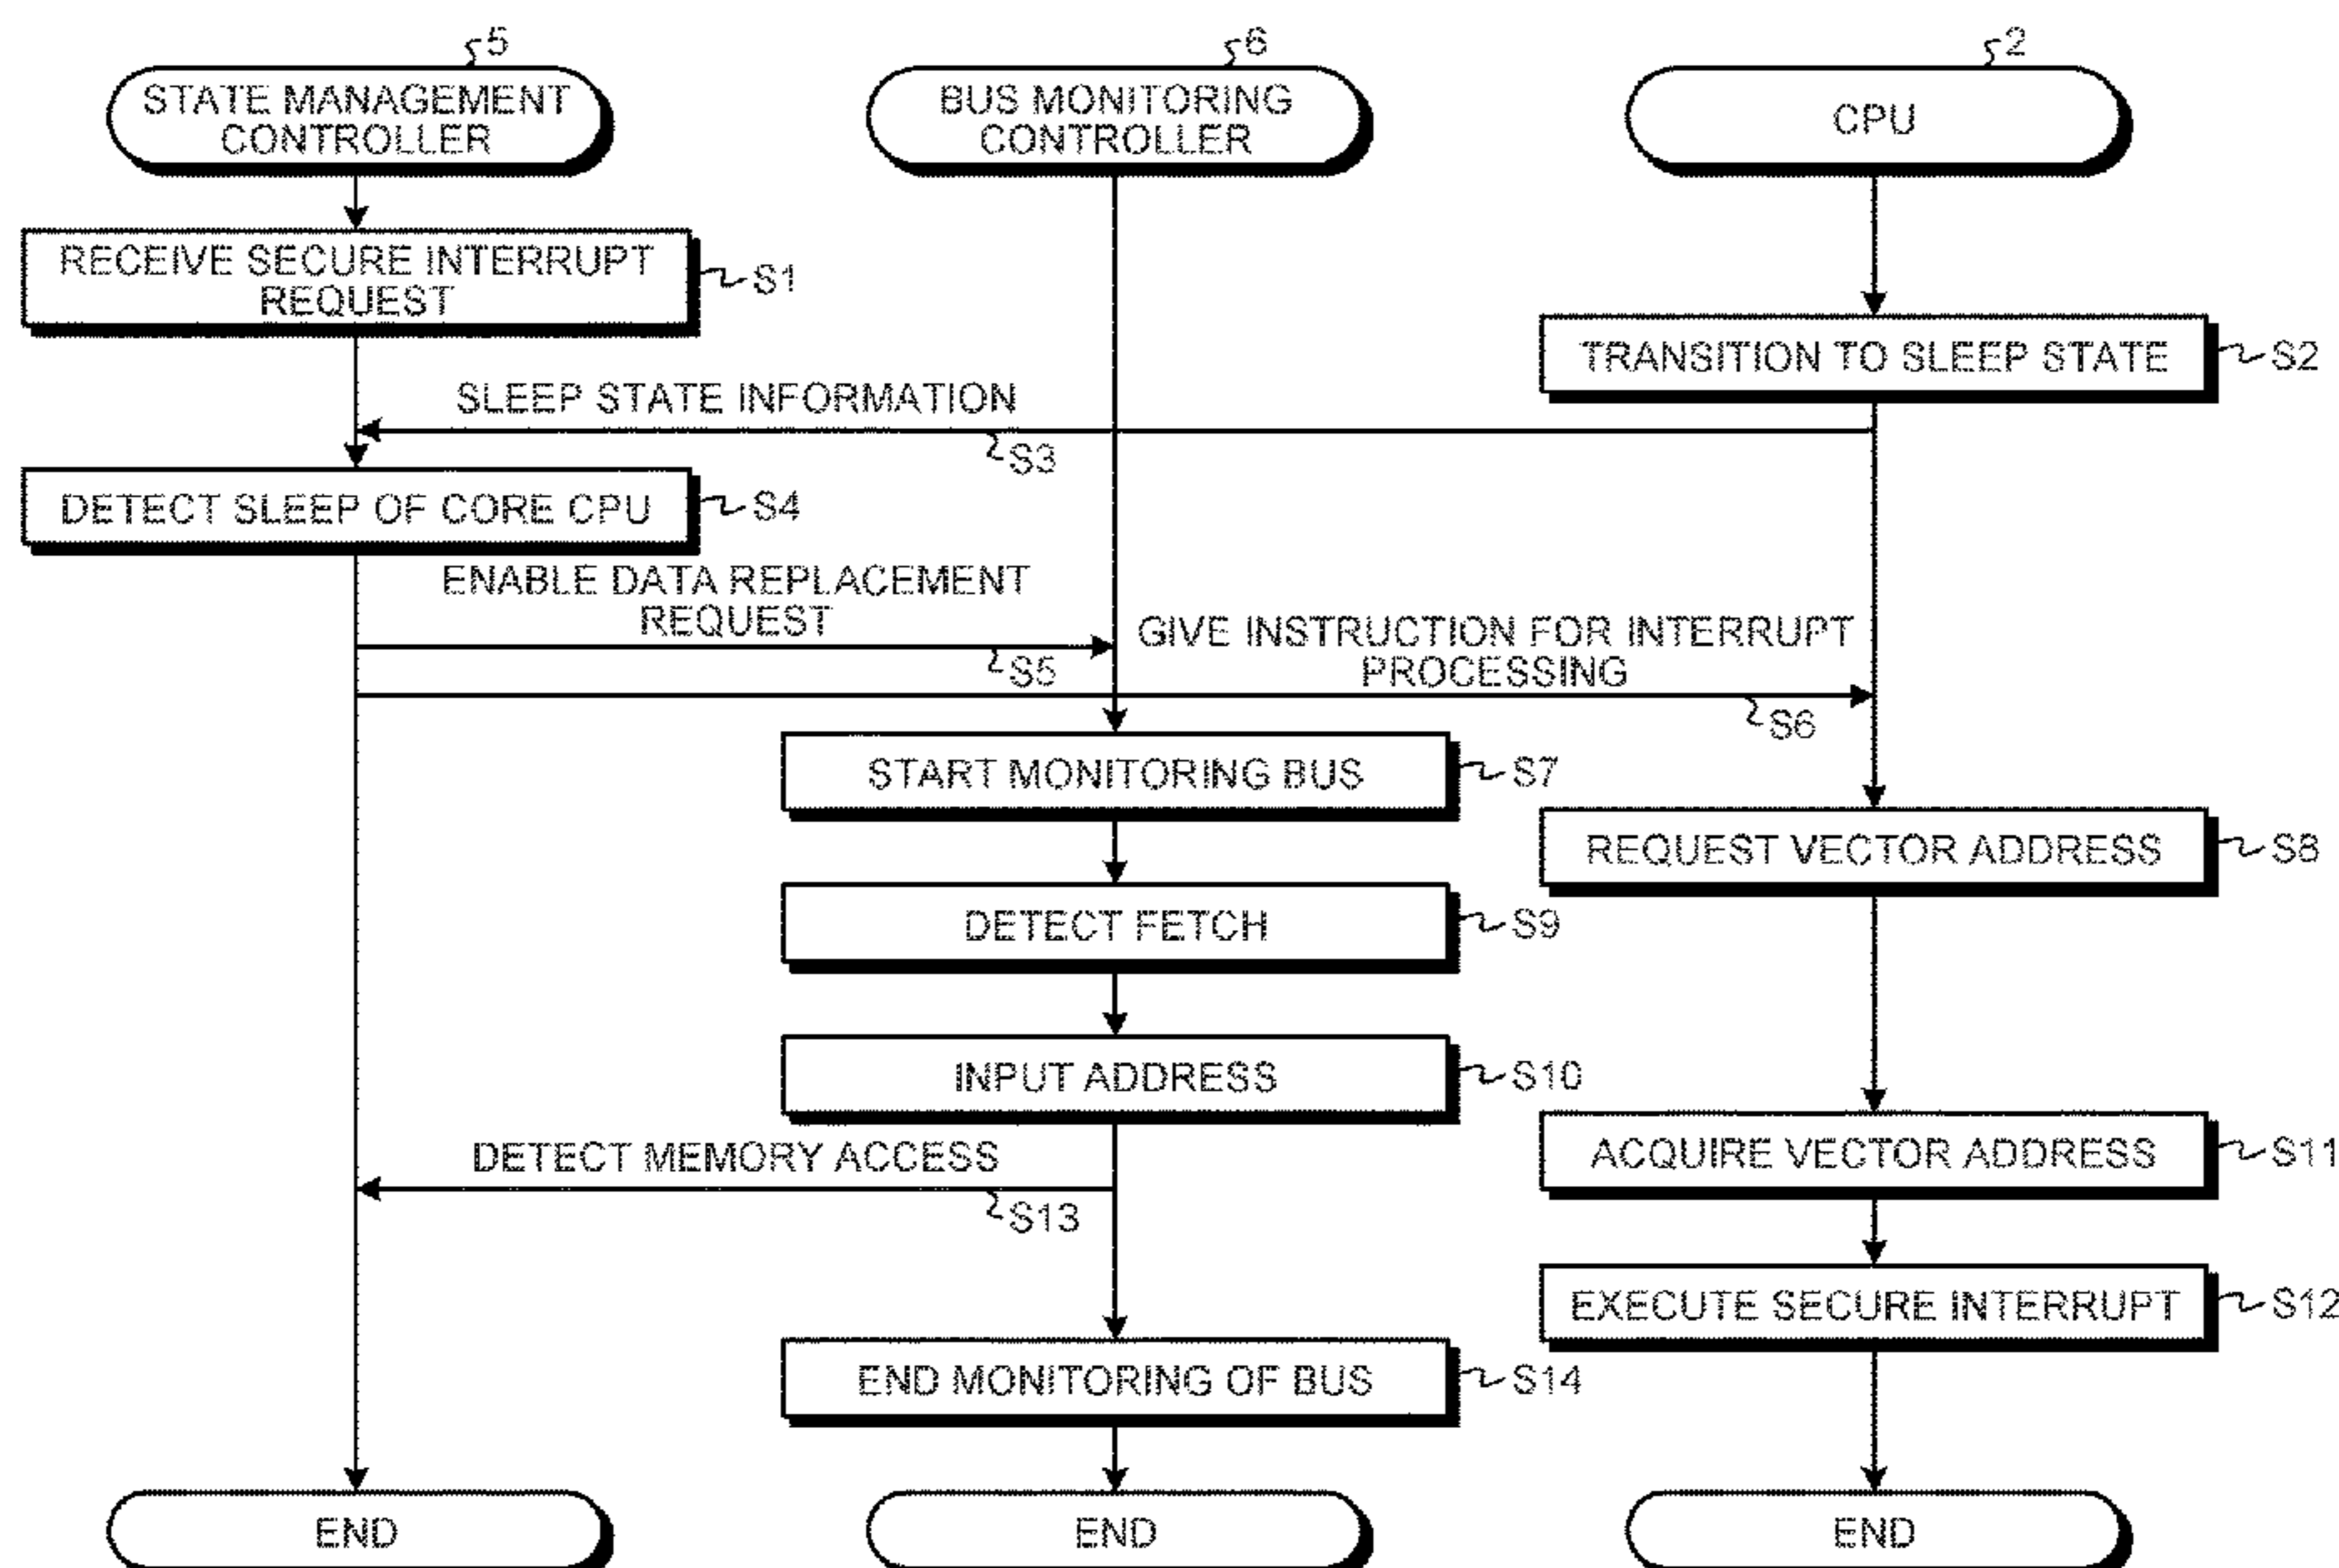 5
6
2
STATE MANAGEMENT
CONTROLLER
BUS MONITORING
CONTROLLER
CPU
RECEIVE SECURE INTERRUPT
REQUEST
S1
TRANSITION TO SLEEP STATE
S2
SLEEP STATE INFORMATION
S3
DETECT SLEEP OF CORE CPU
S4
ENABLE DATA REPLACEMENT
REQUEST
S5
GIVE INSTRUCTION FOR INTERRUPT
PROCESSING
S6
START MONITORING BUS
S7
REQUEST VECTOR ADDRESS
S8
DETECT FETCH
S9
INPUT ADDRESS
S10
ACQUIRE VECTOR ADDRESS
S11
DETECT MEMORY ACCESS
S13
EXECUTE SECURE INTERRUPT
S12
END MONITORING OF BUS
S14
END
END
END